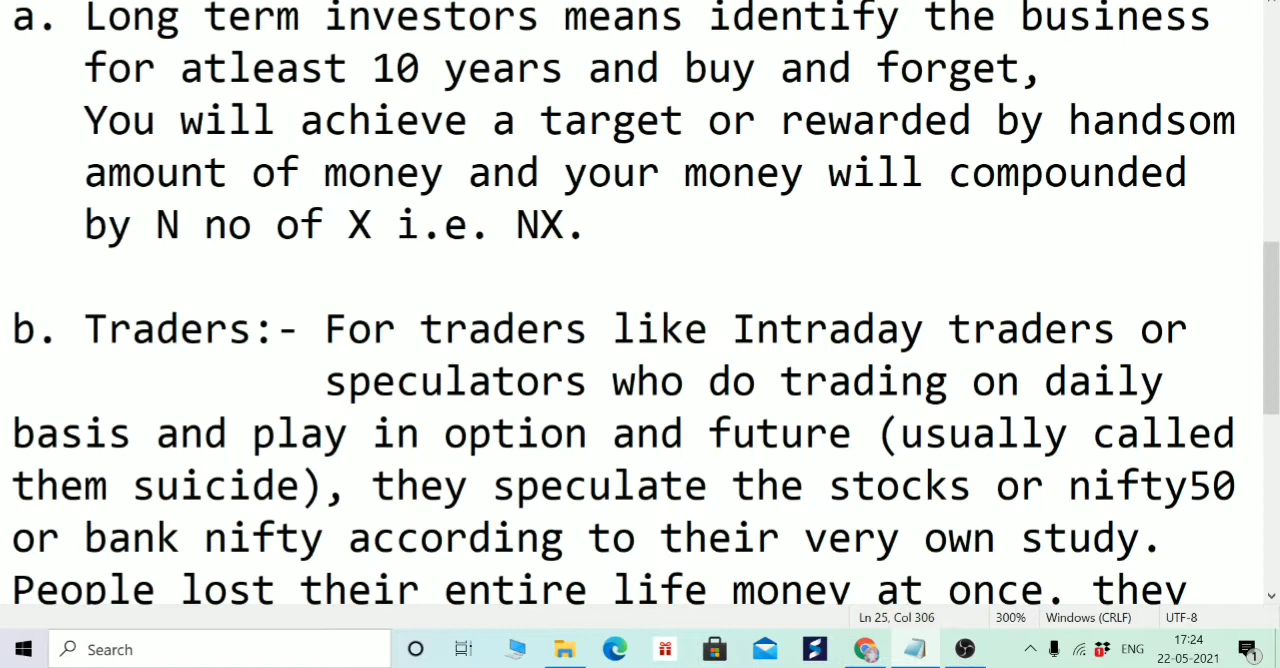 a. Long term investors means identify the business
for atleast 10 years and buy and forget,
You will achieve a target or rewarded by handsom
amount of money and your money will compounded
by N no of X i.e. NX.
b. Traders:- For traders like Intraday traders or
speculators who do trading on daily
basis and play in option and future (usually called
them suicide), they speculate the stocks or nifty50
or bank nifty according to their very own study.
People lost their entire life money at once. they
Ln 25, Col 306 300% Windows (CRLF) UTF-8
Search
ENG
17:24
22-05-2021
1